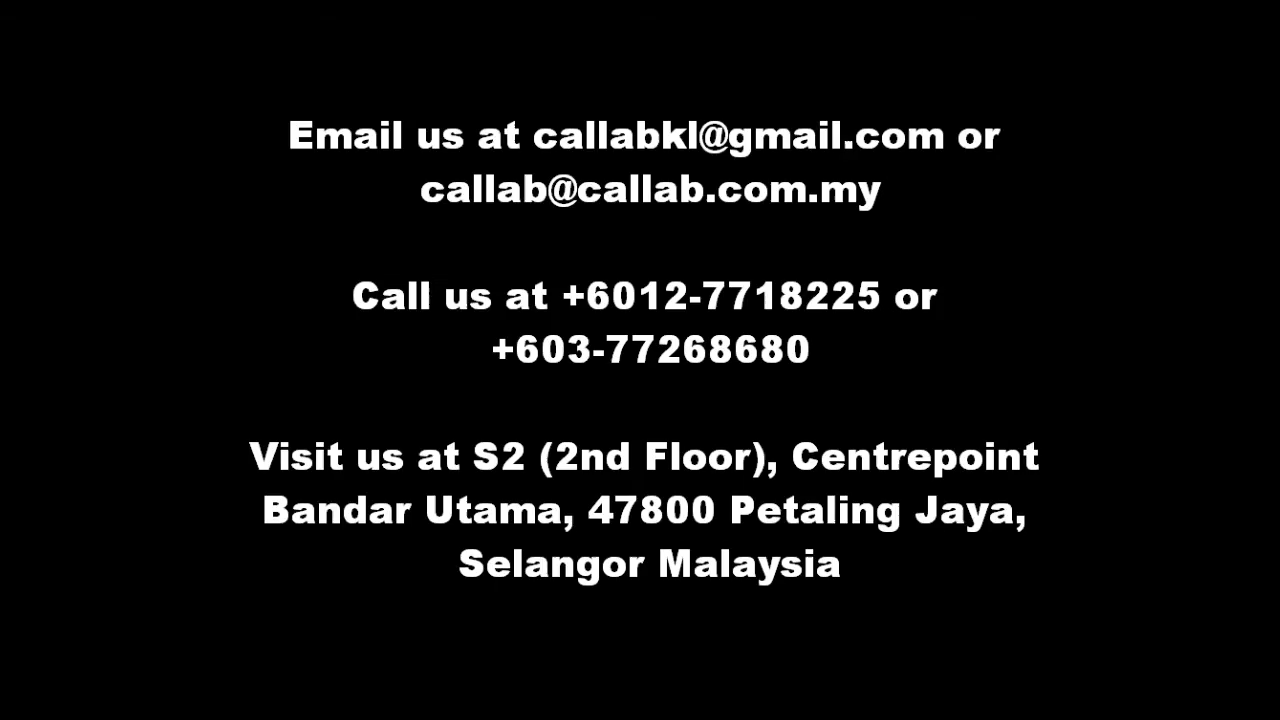 Email us at callabkl@gmail.com or
callab@callab.com.my
Call us at +6012-7718225 or
+603-77268680
Visit us at S2 (2nd Floor), Centrepoint
Bandar Utama, 47800 Petaling Jaya,
Selangor Malaysia